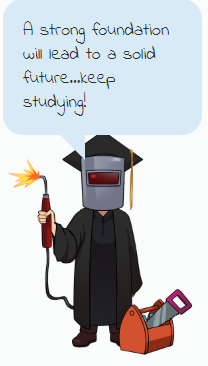 A strong foundation
will lead to a solid
future...keep
studying!